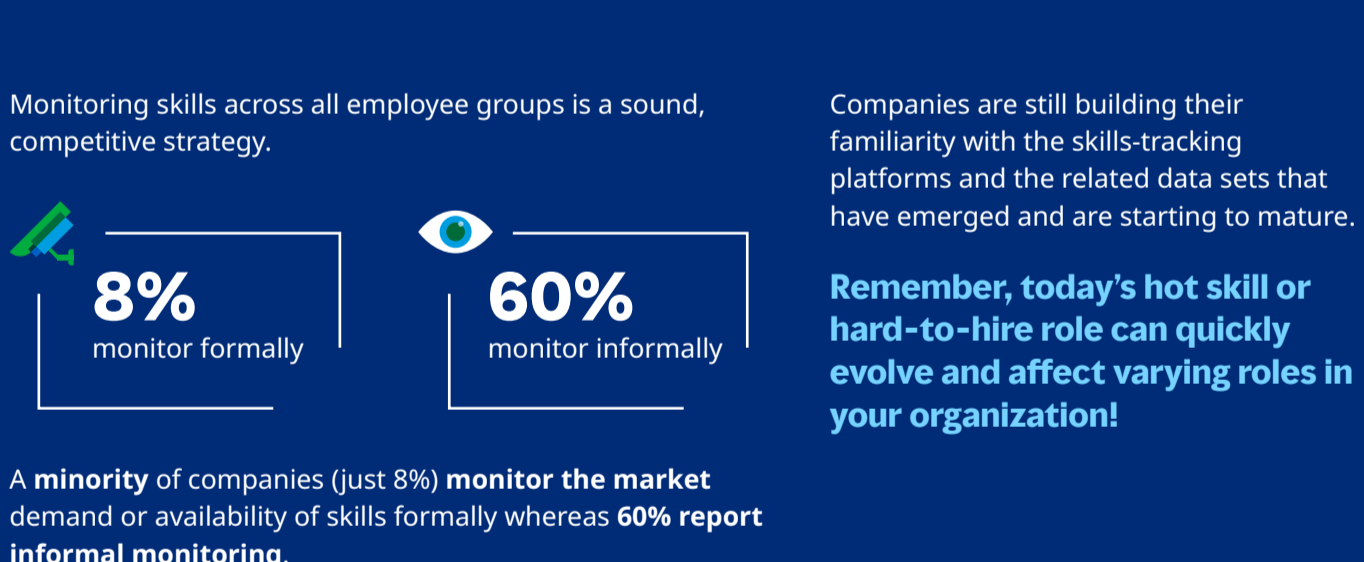 Monitoring skills across all employee groups is a sound,
competitive strategy.
8%
monitor formally
60%
monitor informally
A minority of companies (just 8%) monitor the market
demand or availability of skills formally whereas 60% report
informal monitoring.
Companies are still building their
familiarity with the skills-tracking
platforms and the related data sets that
have emerged and are starting to mature.
Remember, today’s hot skill or
hard-to-hire role can quickly
evolve and affect varying roles in
your organization!